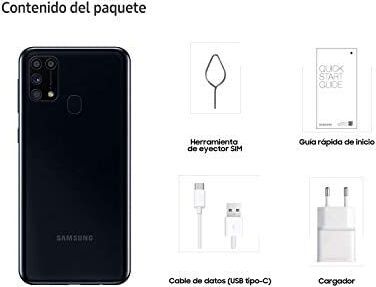 Contenido del paquete
SAMSUNG
Herramienta
de eyector SIM
QUICK
START
GUIDE
Guía rápida de inicio
Cable de datos (USB tipo-C)
Cargador